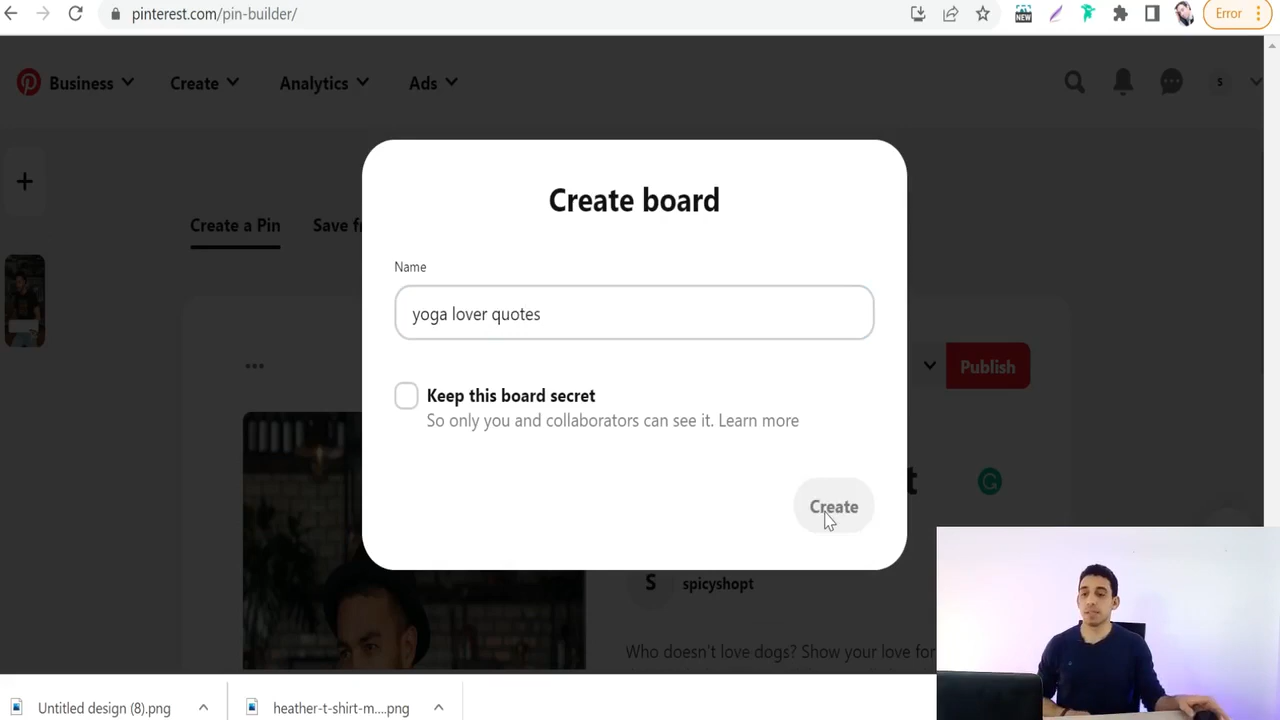 pinterest.com/pin-builder/
NEW
Error
Business
Create
Analytics
Ads
S
Create board
Create a Pin
Save f
Name
yoga lover quotes
Publish
Keep this board secret
So only you and collaborators can see it. Learn more
t
Create
S
spicyshopt
Who doesn't love dogs? Show your love for
Untitled design (8).png
heather-t-shirt-m....png